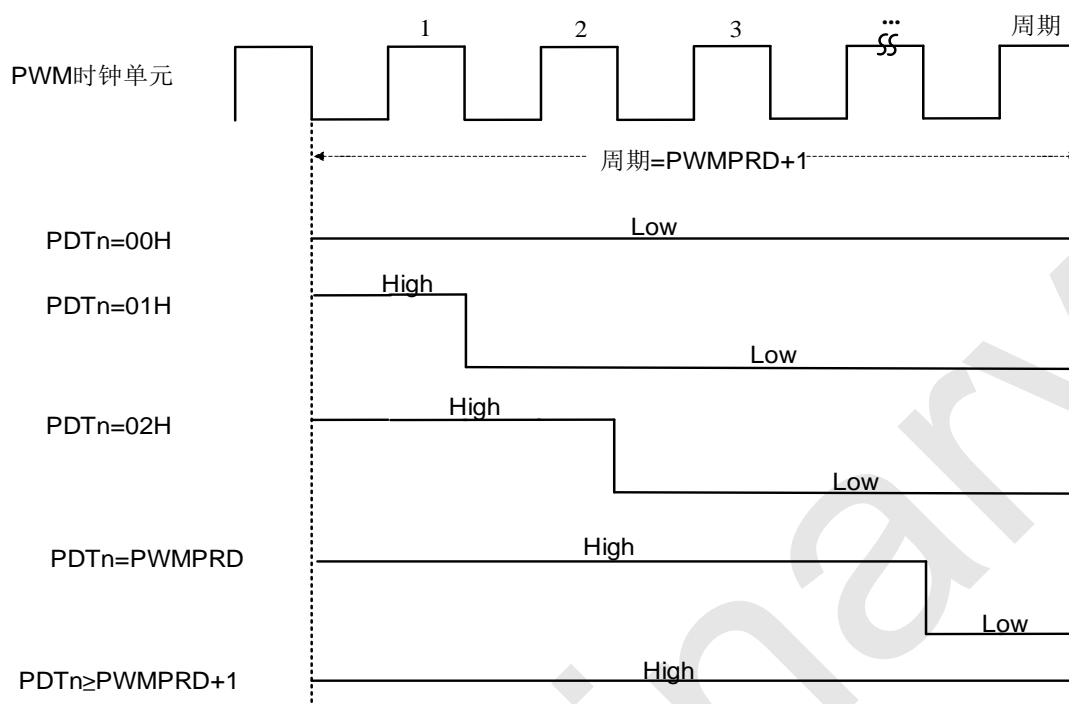 1 2 3 ... 周期
PWM时钟单元
周期=PWMPRD+1
PDTn=00H Low
PDTn=01H High Low
PDTn=02H High Low
PDTn=PWMPRD High Low
PDTn≥PWMPRD+1 High